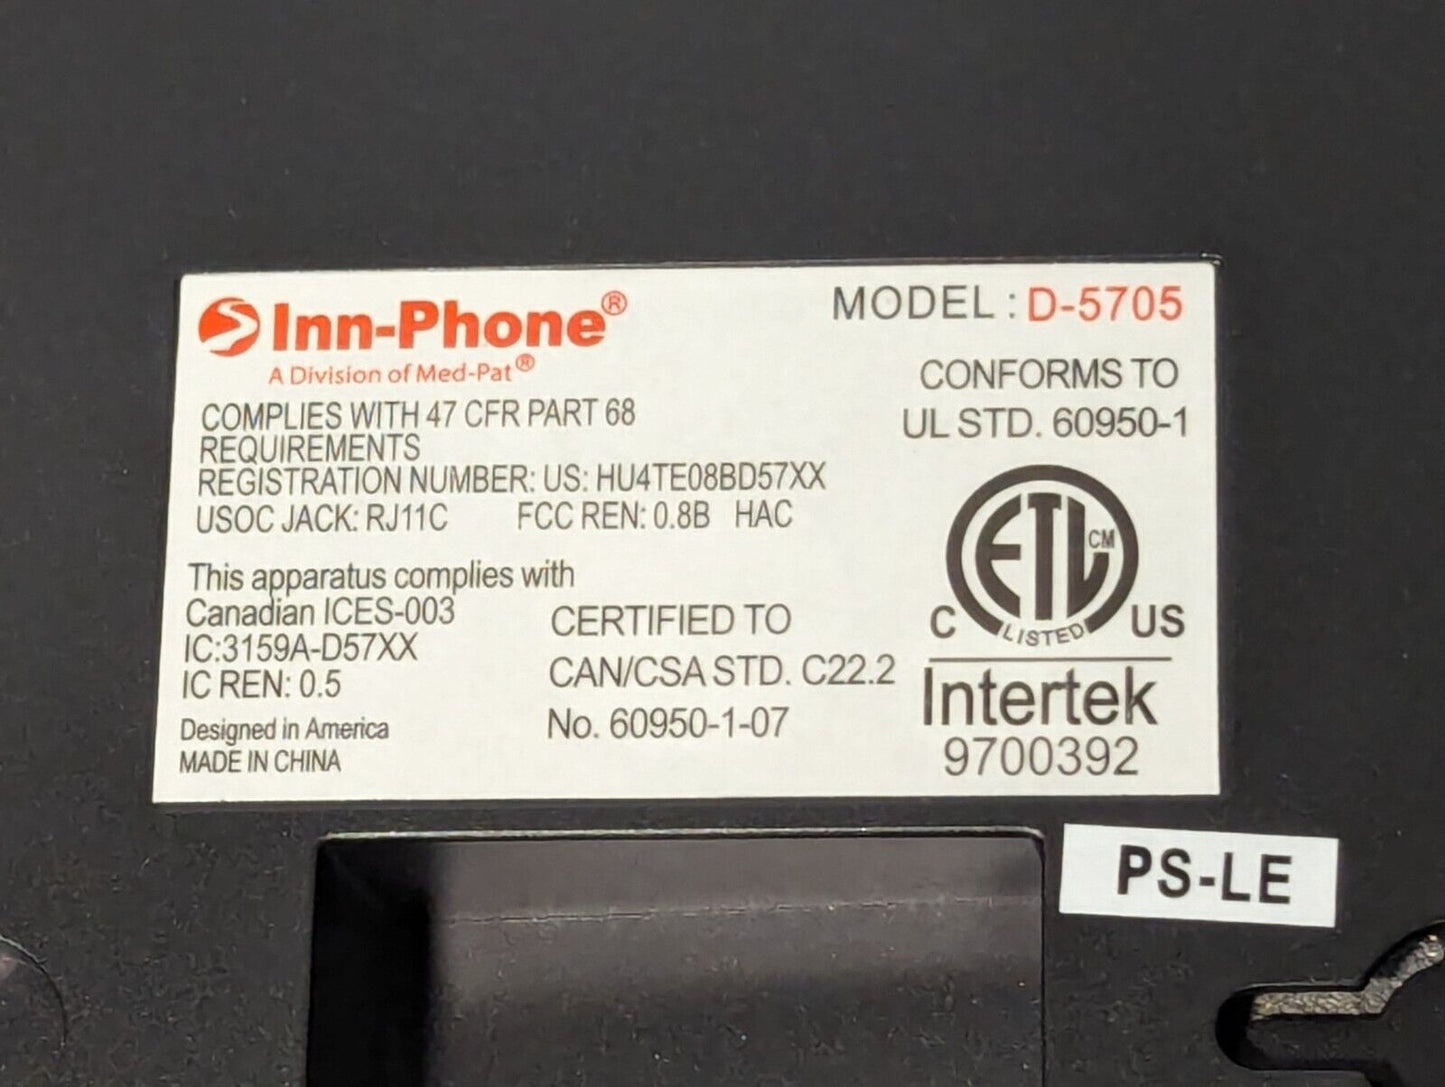 Inn-Phone®
A Division of Med-Pat®
MODEL : D-5705
COMPLIES WITH 47 CFR PART 68
REQUIREMENTS
REGISTRATION NUMBER: US: HU4TE08BD57XX
USOC JACK: RJ11C FCC REN: 0.8B HAC
CONFORMS TO
UL STD. 60950-1
This apparatus complies with
Canadian ICES-003
IC:3159A-D57XX
IC REN: 0.5
Designed in America
MADE IN CHINA
CERTIFIED TO
CAN/CSA STD. C22.2
No. 60950-1-07
ETL CM
C LISTED US
Intertek
9700392
PS-LE